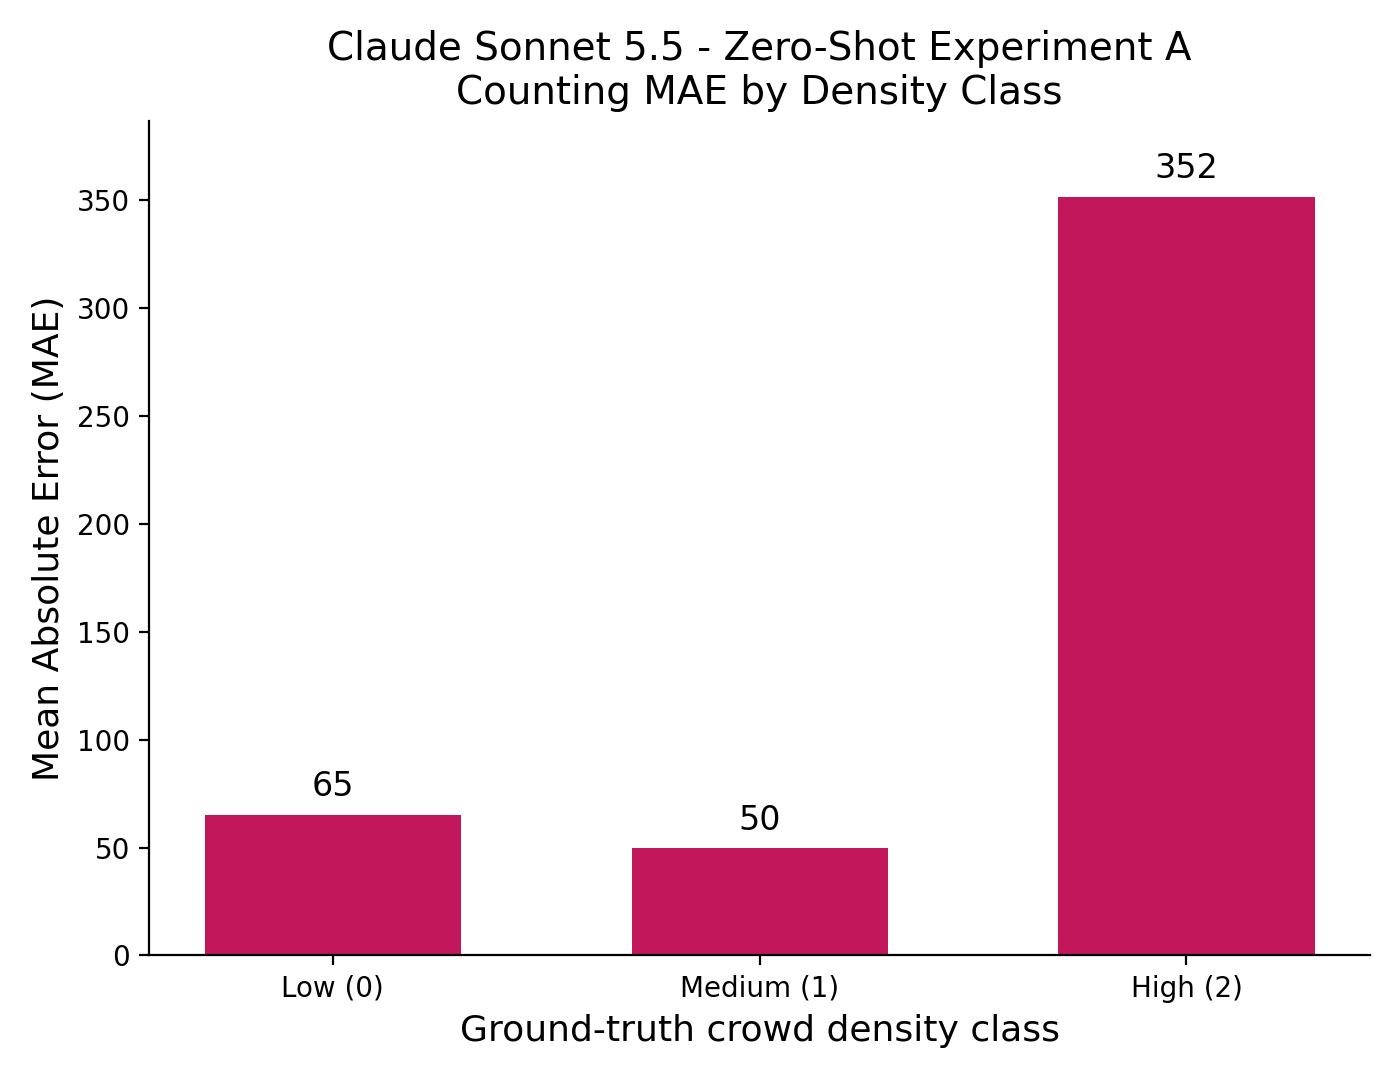 Claude Sonnet 5.5 - Zero-Shot Experiment A
Counting MAE by Density Class
Mean Absolute Error (MAE)
350
300
250
200
150
100
50
0
65
50
352
Low (0)
Medium (1)
High (2)
Ground-truth crowd density class